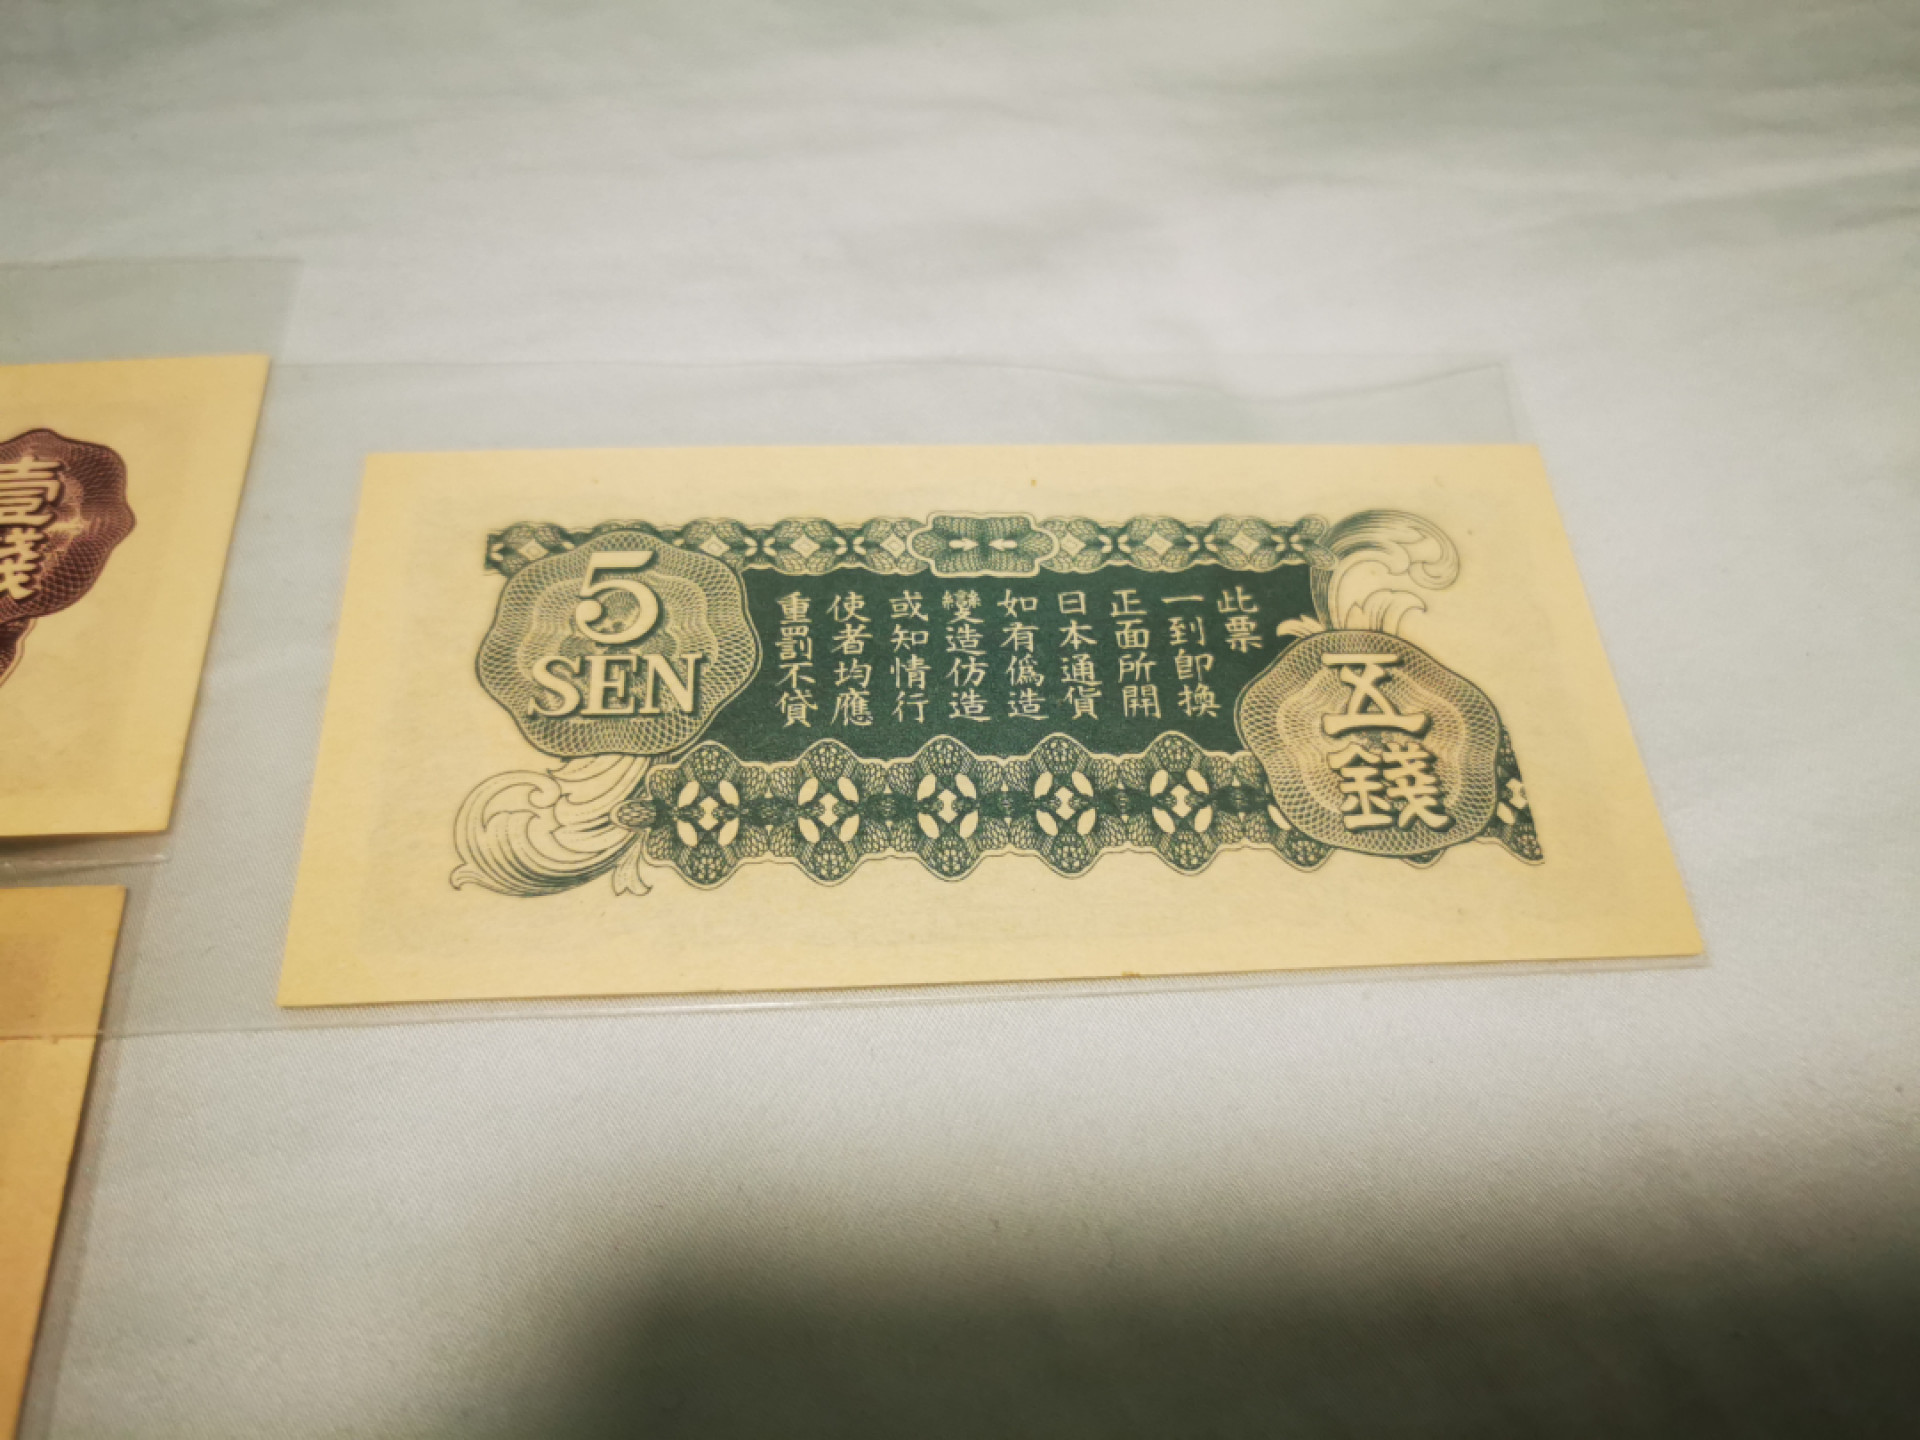 5
SEN
此票
一到即換
正面所開
日本通貨
如有僞造
變造仿造
或知情行
使者均應
重罰不貸
五錢
壹錢